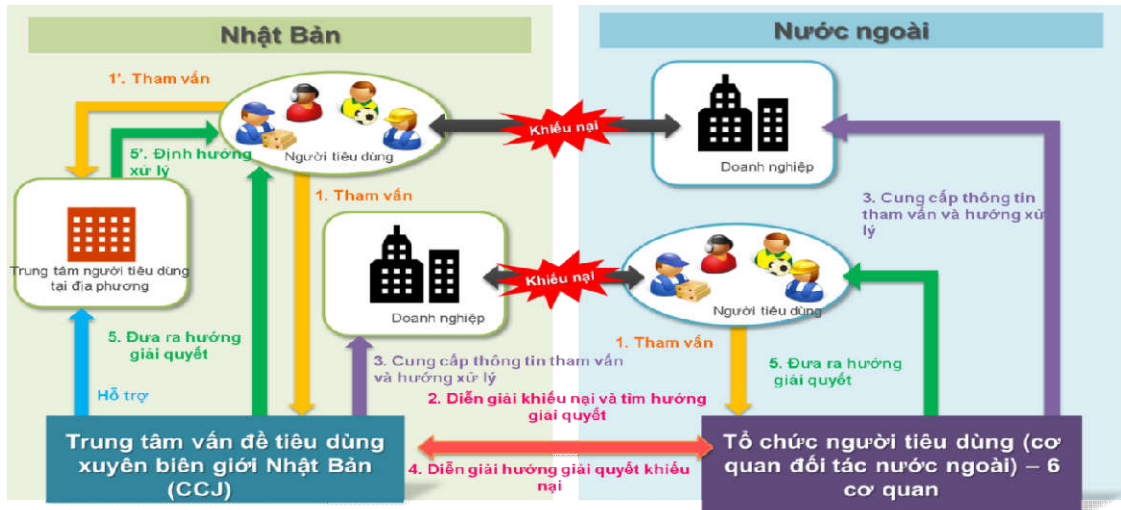 Nhật Bản
Nước ngoài
1'. Tham vấn
Người tiêu dùng
Khiếu nại
Doanh nghiệp
5'. Định hướng
xử lý
1. Tham vấn
3. Cung cấp thông tin
tham vấn và hướng xử
lý
Trung tâm người tiêu dùng
tại địa phương
Doanh nghiệp
Khiếu nại
Người tiêu dùng
5. Đưa ra hướng
giải quyết
1. Tham vấn
3. Cung cấp thông tin tham vấn
và hướng xử lý
5. Đưa ra hướng
giải quyết
Hỗ trợ
2. Diễn giải khiếu nại và tìm hướng
giải quyết
Trung tâm vấn đề tiêu dùng
xuyên biên giới Nhật Bản
(CCJ)
4. Diễn giải hướng giải quyết khiếu
nại
Tổ chức người tiêu dùng (cơ
quan đối tác nước ngoài) – 6
cơ quan